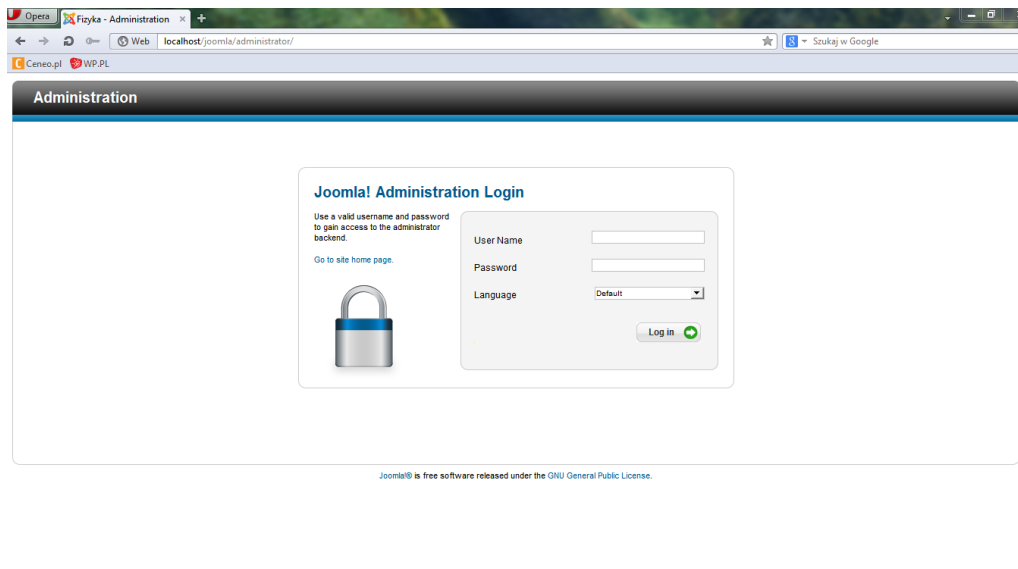 Opera
Fizyka - Administration
Web
localhost/joomla/administrator/
8
Szukaj w Google
C Ceneo.pl
WP.PL
Administration
Joomla! Administration Login
Use a valid username and password
to gain access to the administrator
backend.
Go to site home page.
User Name
Password
Language
Default
Log in
Joomla!® is free software released under the GNU General Public License.